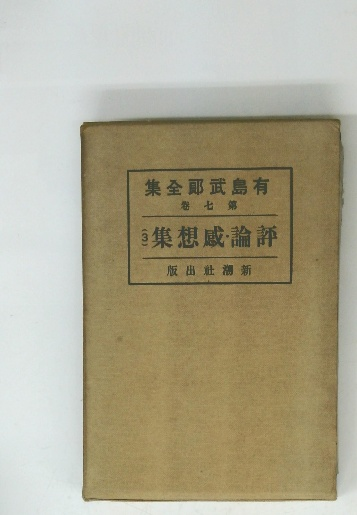 有島武郎全集
第七巻
評論・感想集(3)
新潮社出版